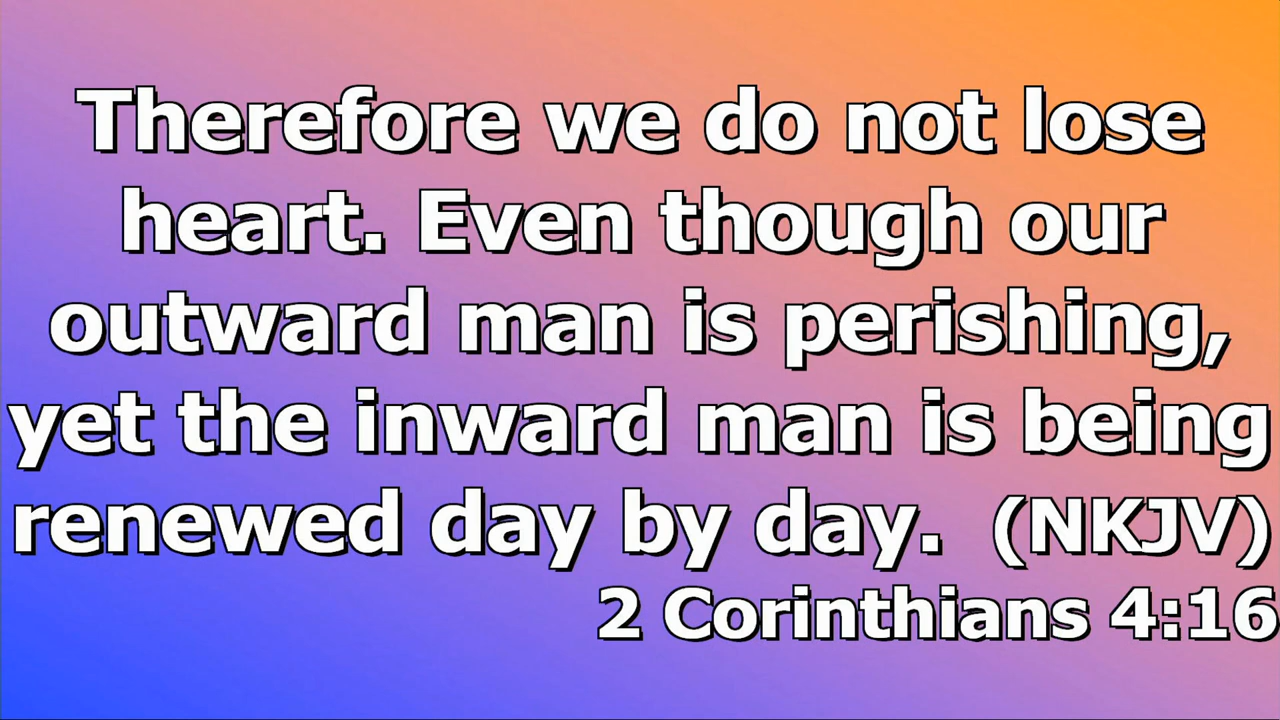 Therefore we do not lose
heart. Even though our
outward man is perishing,
yet the inward man is being
renewed day by day.  (NKJV)
2 Corinthians 4:16